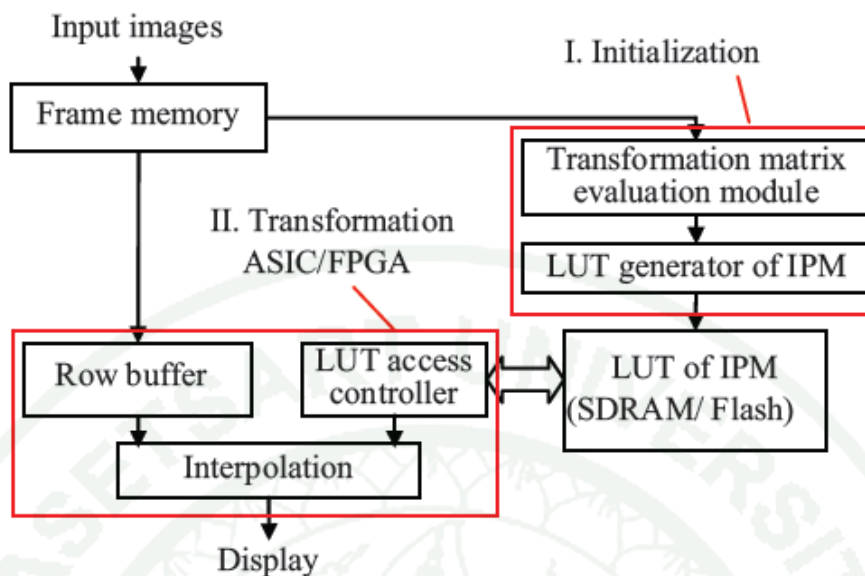 Input images
I. Initialization
Frame memory
Transformation matrix
evaluation module
II. Transformation
ASIC/FPGA
LUT generator of IPM
Row buffer
LUT access
controller
LUT of IPM
(SDRAM/ Flash)
Interpolation
Display